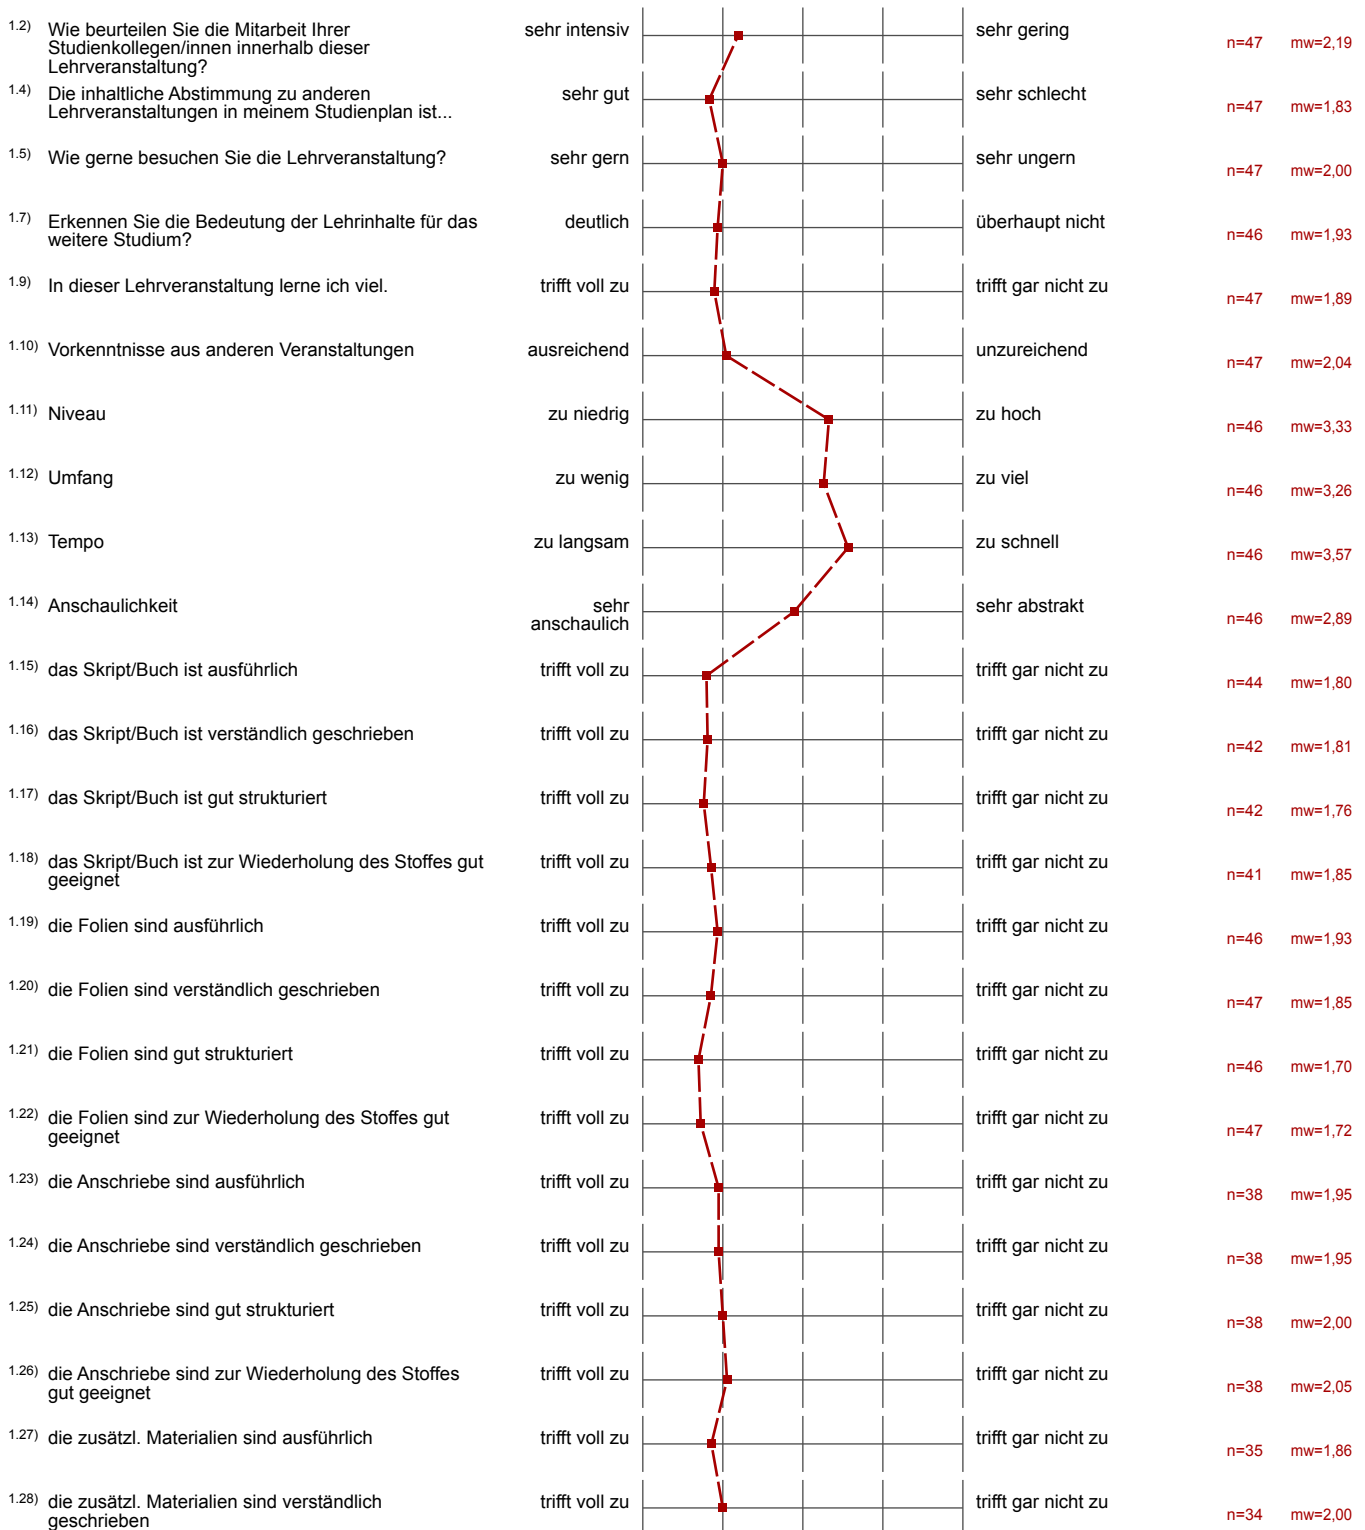 1.2) Wie beurteilen Sie die Mitarbeit Ihrer sehr intensiv sehr gering n=47 mw=2,19
Studienkollegen/innen innerhalb dieser
Lehrveranstaltung?
1.4) Die inhaltliche Abstimmung zu anderen sehr gut sehr schlecht n=47 mw=1,83
Lehrveranstaltungen in meinem Studienplan ist...
1.5) Wie gerne besuchen Sie die Lehrveranstaltung? sehr gern sehr ungern n=47 mw=2,00
1.7) Erkennen Sie die Bedeutung der Lehrinhalte für das deutlich überhaupt nicht n=46 mw=1,93
weitere Studium?
1.9) In dieser Lehrveranstaltung lerne ich viel. trifft voll zu trifft gar nicht zu n=47 mw=1,89
1.10) Vorkenntnisse aus anderen Veranstaltungen ausreichend unzureichend n=47 mw=2,04
1.11) Niveau zu niedrig zu hoch n=46 mw=3,33
1.12) Umfang zu wenig zu viel n=46 mw=3,26
1.13) Tempo zu langsam zu schnell n=46 mw=3,57
1.14) Anschaulichkeit sehr sehr abstrakt n=46 mw=2,89
anschaulich
1.15) das Skript/Buch ist ausführlich trifft voll zu trifft gar nicht zu n=44 mw=1,80
1.16) das Skript/Buch ist verständlich geschrieben trifft voll zu trifft gar nicht zu n=42 mw=1,81
1.17) das Skript/Buch ist gut strukturiert trifft voll zu trifft gar nicht zu n=42 mw=1,76
1.18) das Skript/Buch ist zur Wiederholung des Stoffes gut trifft voll zu trifft gar nicht zu n=41 mw=1,85
geeignet
1.19) die Folien sind ausführlich trifft voll zu trifft gar nicht zu n=46 mw=1,93
1.20) die Folien sind verständlich geschrieben trifft voll zu trifft gar nicht zu n=47 mw=1,85
1.21) die Folien sind gut strukturiert trifft voll zu trifft gar nicht zu n=46 mw=1,70
1.22) die Folien sind zur Wiederholung des Stoffes gut trifft voll zu trifft gar nicht zu n=47 mw=1,72
geeignet
1.23) die Anschriebe sind ausführlich trifft voll zu trifft gar nicht zu n=38 mw=1,95
1.24) die Anschriebe sind verständlich geschrieben trifft voll zu trifft gar nicht zu n=38 mw=1,95
1.25) die Anschriebe sind gut strukturiert trifft voll zu trifft gar nicht zu n=38 mw=2,00
1.26) die Anschriebe sind zur Wiederholung des Stoffes trifft voll zu trifft gar nicht zu n=38 mw=2,05
gut geeignet
1.27) die zusätzl. Materialien sind ausführlich trifft voll zu trifft gar nicht zu n=35 mw=1,86
1.28) die zusätzl. Materialien sind verständlich trifft voll zu trifft gar nicht zu n=34 mw=2,00
geschrieben